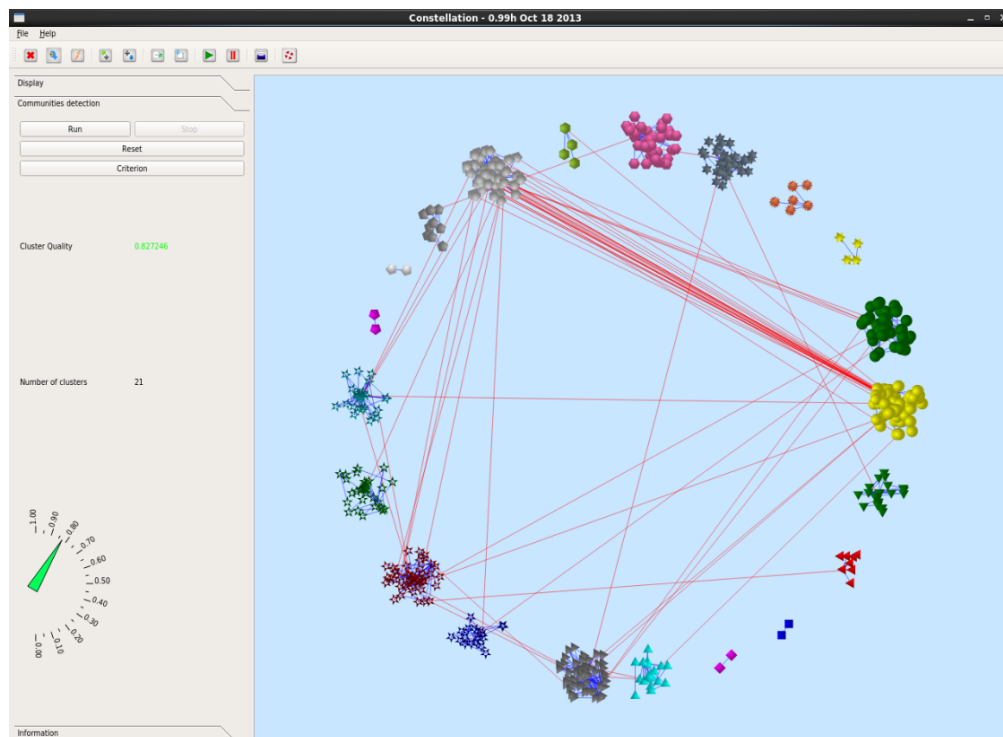 Constellation - 0.99h Oct 18 2013
File Help
Display
Communities detection
Run Stop
Reset
Criterion
Cluster Quality 0.827246
Number of clusters 21
1.00
0.90
0.80
0.70
0.60
0.50
0.40
0.30
0.20
0.10
0.00
Information